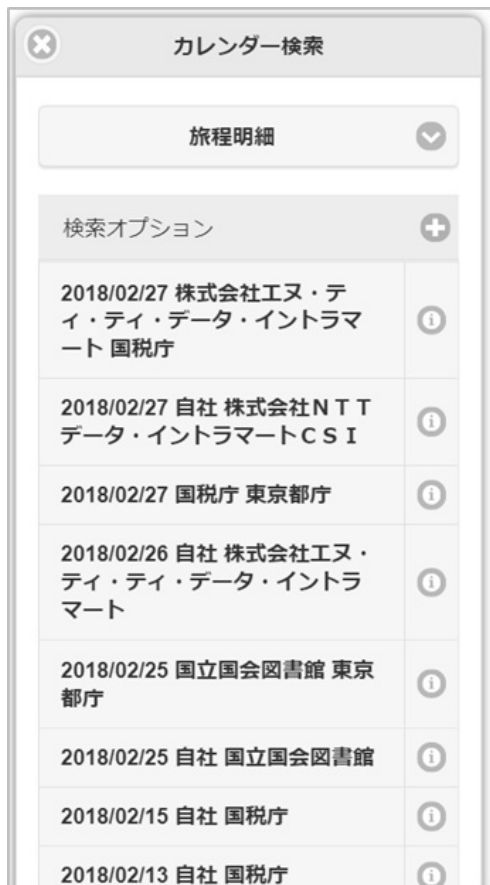 カレンダー検索
旅程明細
検索オプション
2018/02/27 株式会社エヌ・テ
ィ・ティ・データ・イントラマ
ート 国税庁
2018/02/27 自社 株式会社ＮＴＴ
データ・イントラマートＣＳＩ
2018/02/27 国税庁 東京都庁
2018/02/26 自社 株式会社エヌ・
ティ・ティ・データ・イントラ
マート
2018/02/25 国立国会図書館 東京
都庁
2018/02/25 自社 国立国会図書館
2018/02/15 自社 国税庁
2018/02/13 自社 国税庁